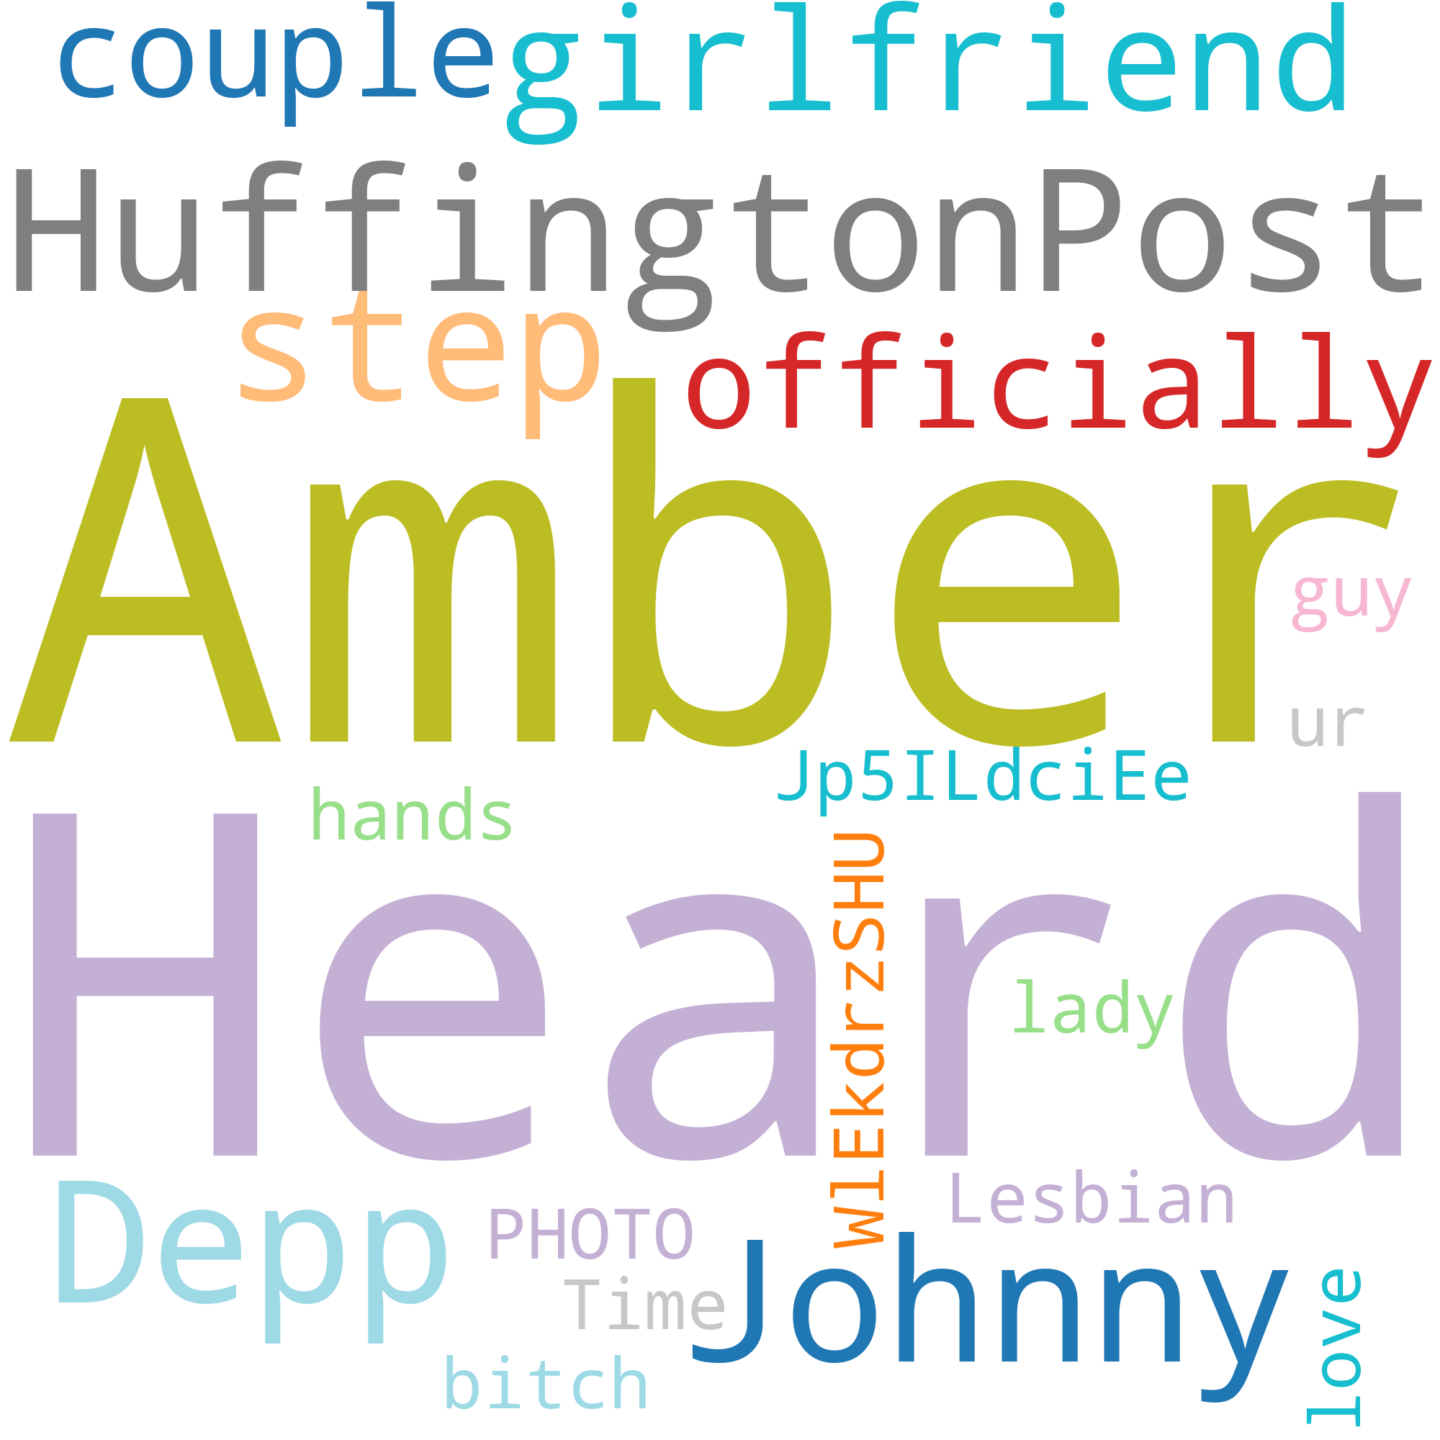 couple girlfriend
HuffingtonPost
step officially
Amber
guy
ur
Jp5ILdciEe
hands
Heard
WlEkdrzSHU
lady
Depp
PHOTO
Lesbian
Time
Johnny
love
bitch